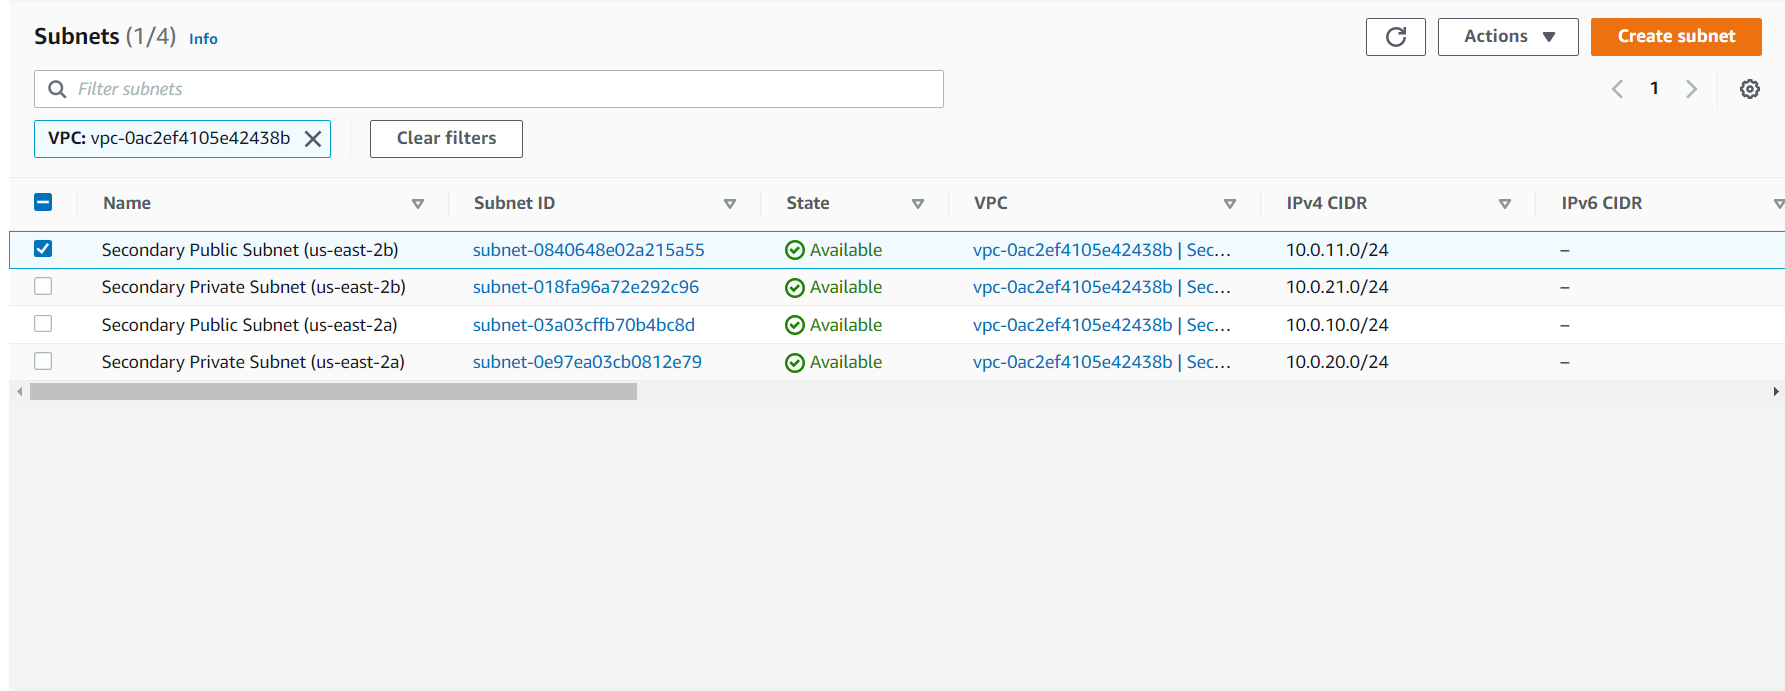 Subnets (1/4) Info
Actions
Create subnet
Filter subnets
1
VPC: vpc-0ac2ef4105e42438b
Clear filters
Name Subnet ID State VPC IPv4 CIDR IPv6 CIDR
Secondary Public Subnet (us-east-2b) subnet-0840648e02a215a55 Available vpc-0ac2ef4105e42438b | Sec... 10.0.11.0/24 –
Secondary Private Subnet (us-east-2b) subnet-018fa96a72e292c96 Available vpc-0ac2ef4105e42438b | Sec... 10.0.21.0/24 –
Secondary Public Subnet (us-east-2a) subnet-03a03cffb70b4bc8d Available vpc-0ac2ef4105e42438b | Sec... 10.0.10.0/24 –
Secondary Private Subnet (us-east-2a) subnet-0e97ea03cb0812e79 Available vpc-0ac2ef4105e42438b | Sec... 10.0.20.0/24 –